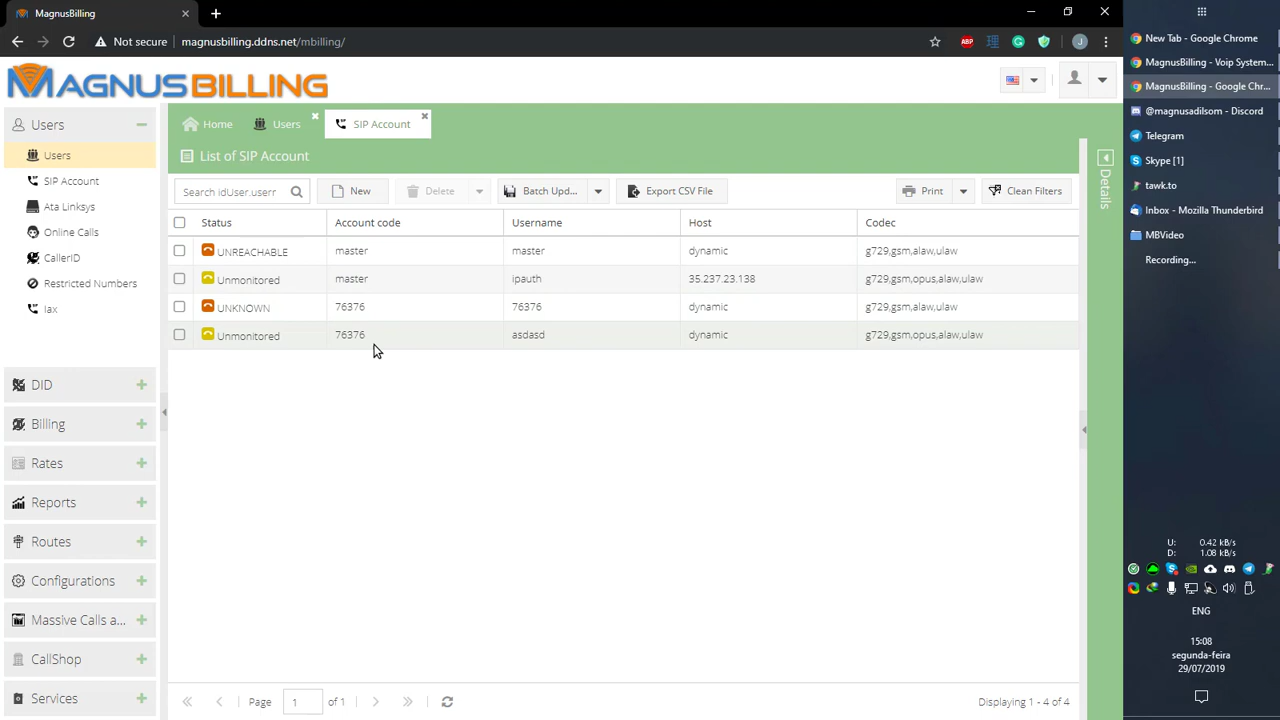 MagnusBilling
Not secure magnusbilling.ddns.net/mbilling/
ABP
J
MAGNUSBILLING
Users
Users
SIP Account
Ata Linksys
Online Calls
CallerID
Restricted Numbers
Iax
DID
Billing
Rates
Reports
Routes
Configurations
Massive Calls a...
CallShop
Services
Home Users SIP Account
List of SIP Account
Search idUser.userr New Delete Batch Upd... Export CSV File Print Clean Filters
Status Account code Username Host Codec
UNREACHABLE master master dynamic g729,gsm,alaw,ulaw
Unmonitored master ipauth 35.237.23.138 g729,gsm,opus,alaw,ulaw
UNKNOWN 76376 76376 dynamic g729,gsm,alaw,ulaw
Unmonitored 76376 asdasd dynamic g729,gsm,opus,alaw,ulaw
Page 1 of 1 Displaying 1 - 4 of 4
Details
New Tab - Google Chrome
MagnusBilling - Voip System...
MagnusBilling - Google Chr...
@magnusadilsom - Discord
Telegram
Skype [1]
tawk.to
Inbox - Mozilla Thunderbird
MBVideo
Recording...
U: 0.42 kB/s
D: 1.08 kB/s
ENG
15:08
segunda-feira
29/07/2019